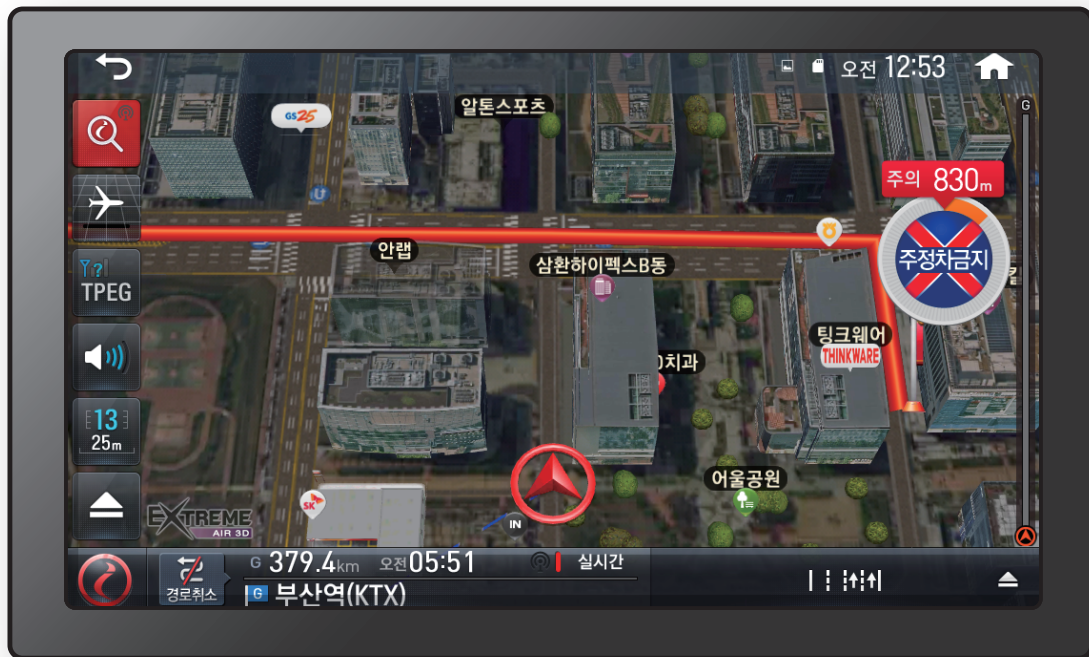 오전 12:53
GS25
알톤스포츠
G
주의 830m
주정차금지
안랩
삼환하이펙스B동
TPEG
팅크웨어
THINKWARE
치과
13
25m
어울공원
SK
IN
EXTREME
AIR 3D
G 379.4km 오전 05:51
실시간
경로취소
G 부산역(KTX)